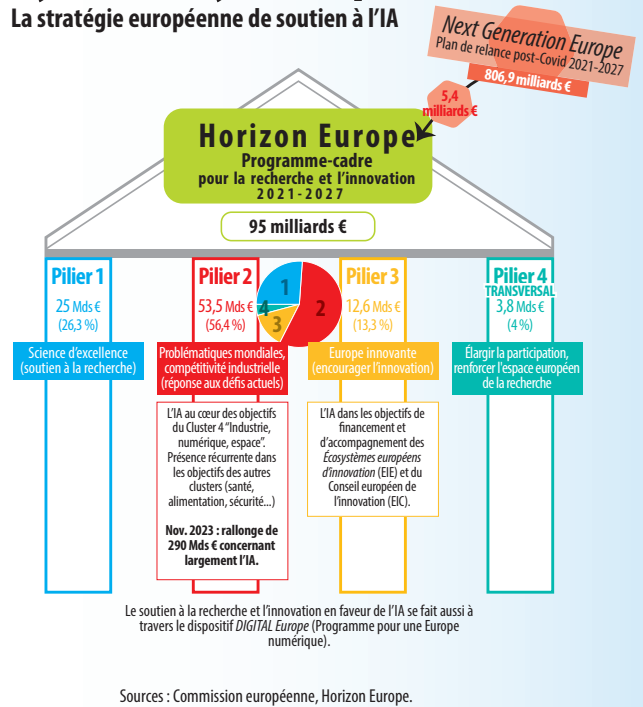 La stratégie européenne de soutien à l'IA
Next Generation Europe
Plan de relance post-Covid 2021-2027
806,9 milliards €
5,4
milliards €
Horizon Europe
Programme-cadre
pour la recherche et l'innovation
2021-2027
95 milliards €
Pilier 1
25 Mds €
(26,3 %)
Science d'excellence
(soutien à la recherche)
Pilier 2
53,5 Mds €
(56,4 %)
Problématiques mondiales,
compétitivité industrielle
(réponse aux défis actuels)
L'IA au cœur des objectifs
du Cluster 4 "Industrie,
numérique, espace".
Présence récurrente dans
les objectifs des autres
clusters (santé,
alimentation, sécurité...)
Nov. 2023 : rallonge de
290 Mds € concernant
largement l'IA.
1
2
3
4
Pilier 3
12,6 Mds €
(13,3 %)
Europe innovante
(encourager l'innovation)
L'IA dans les objectifs de
financement et
d'accompagnement des
Écosystèmes européens
d'innovation (EIE) et du
Conseil européen de
l'innovation (EIC).
Pilier 4
TRANSVERSAL
3,8 Mds €
(4 %)
Élargir la participation,
renforcer l'espace européen
de la recherche
Le soutien à la recherche et l'innovation en faveur de l'IA se fait aussi à
travers le dispositif DIGITAL Europe (Programme pour une Europe
numérique).
Sources : Commission européenne, Horizon Europe.